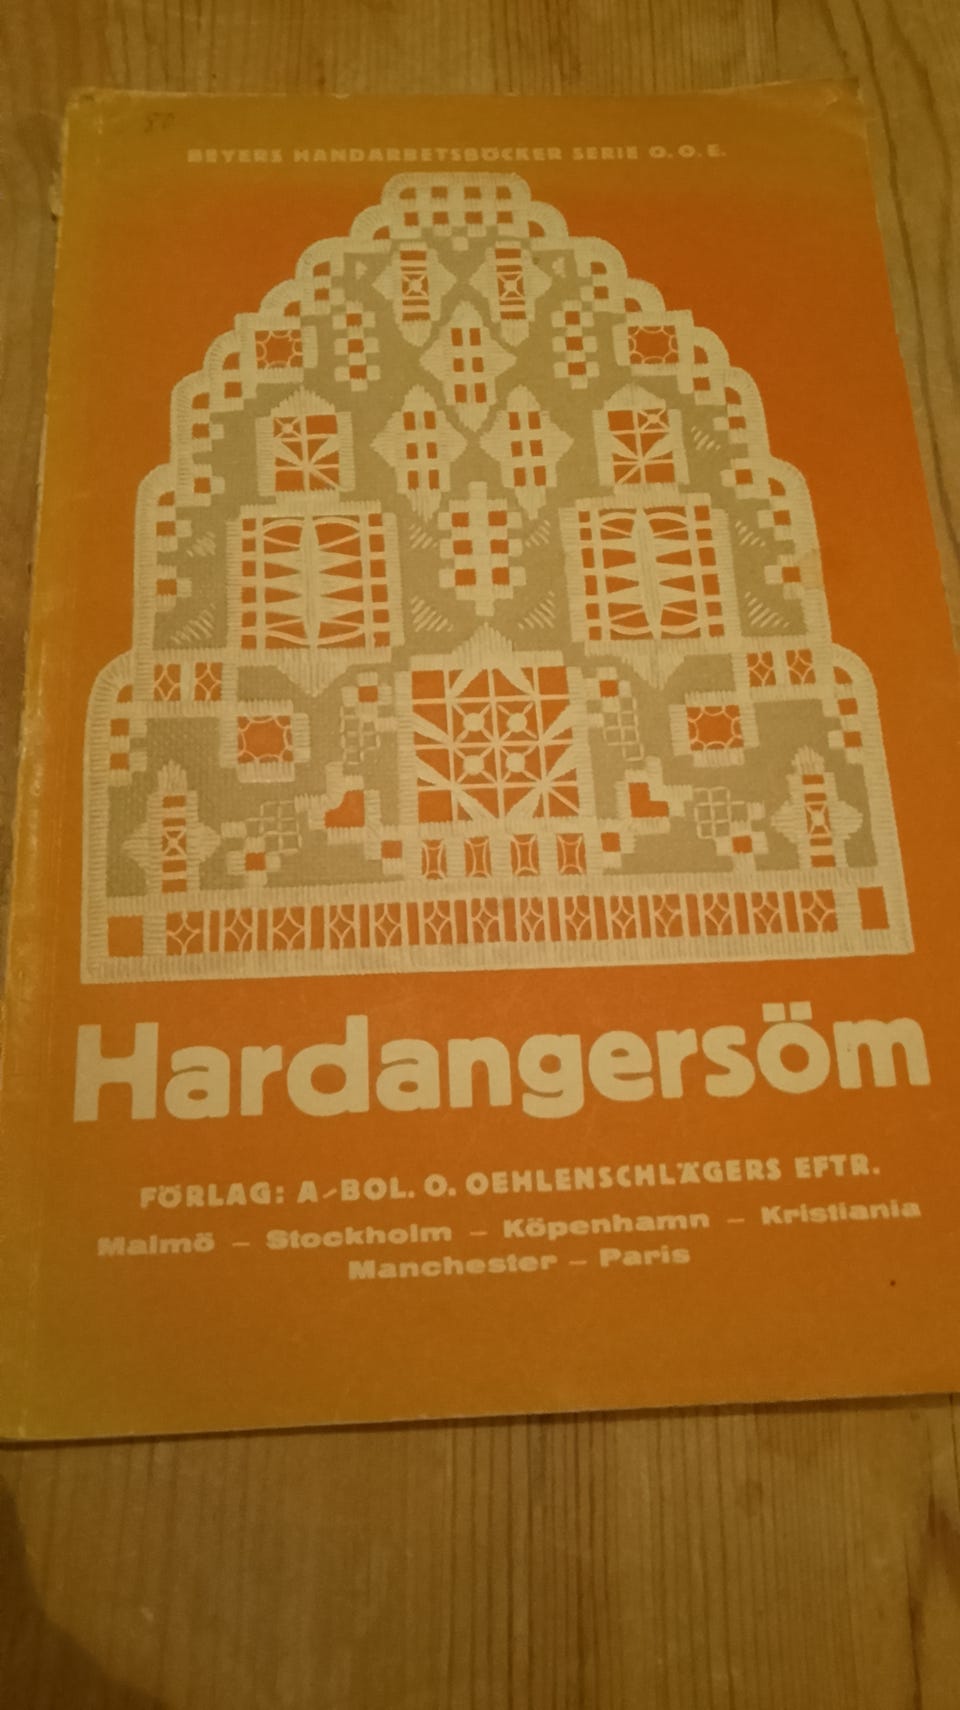 BEYERS HANDARBETSBÖCKER SERIE O. O. E.
Hardangersöm
FÖRLAG: A-BOL. O. OEHLENSCHLÄGERS EFTR.
Malmö – Stockholm – Köpenhamn – Kristiania
Manchester – Paris